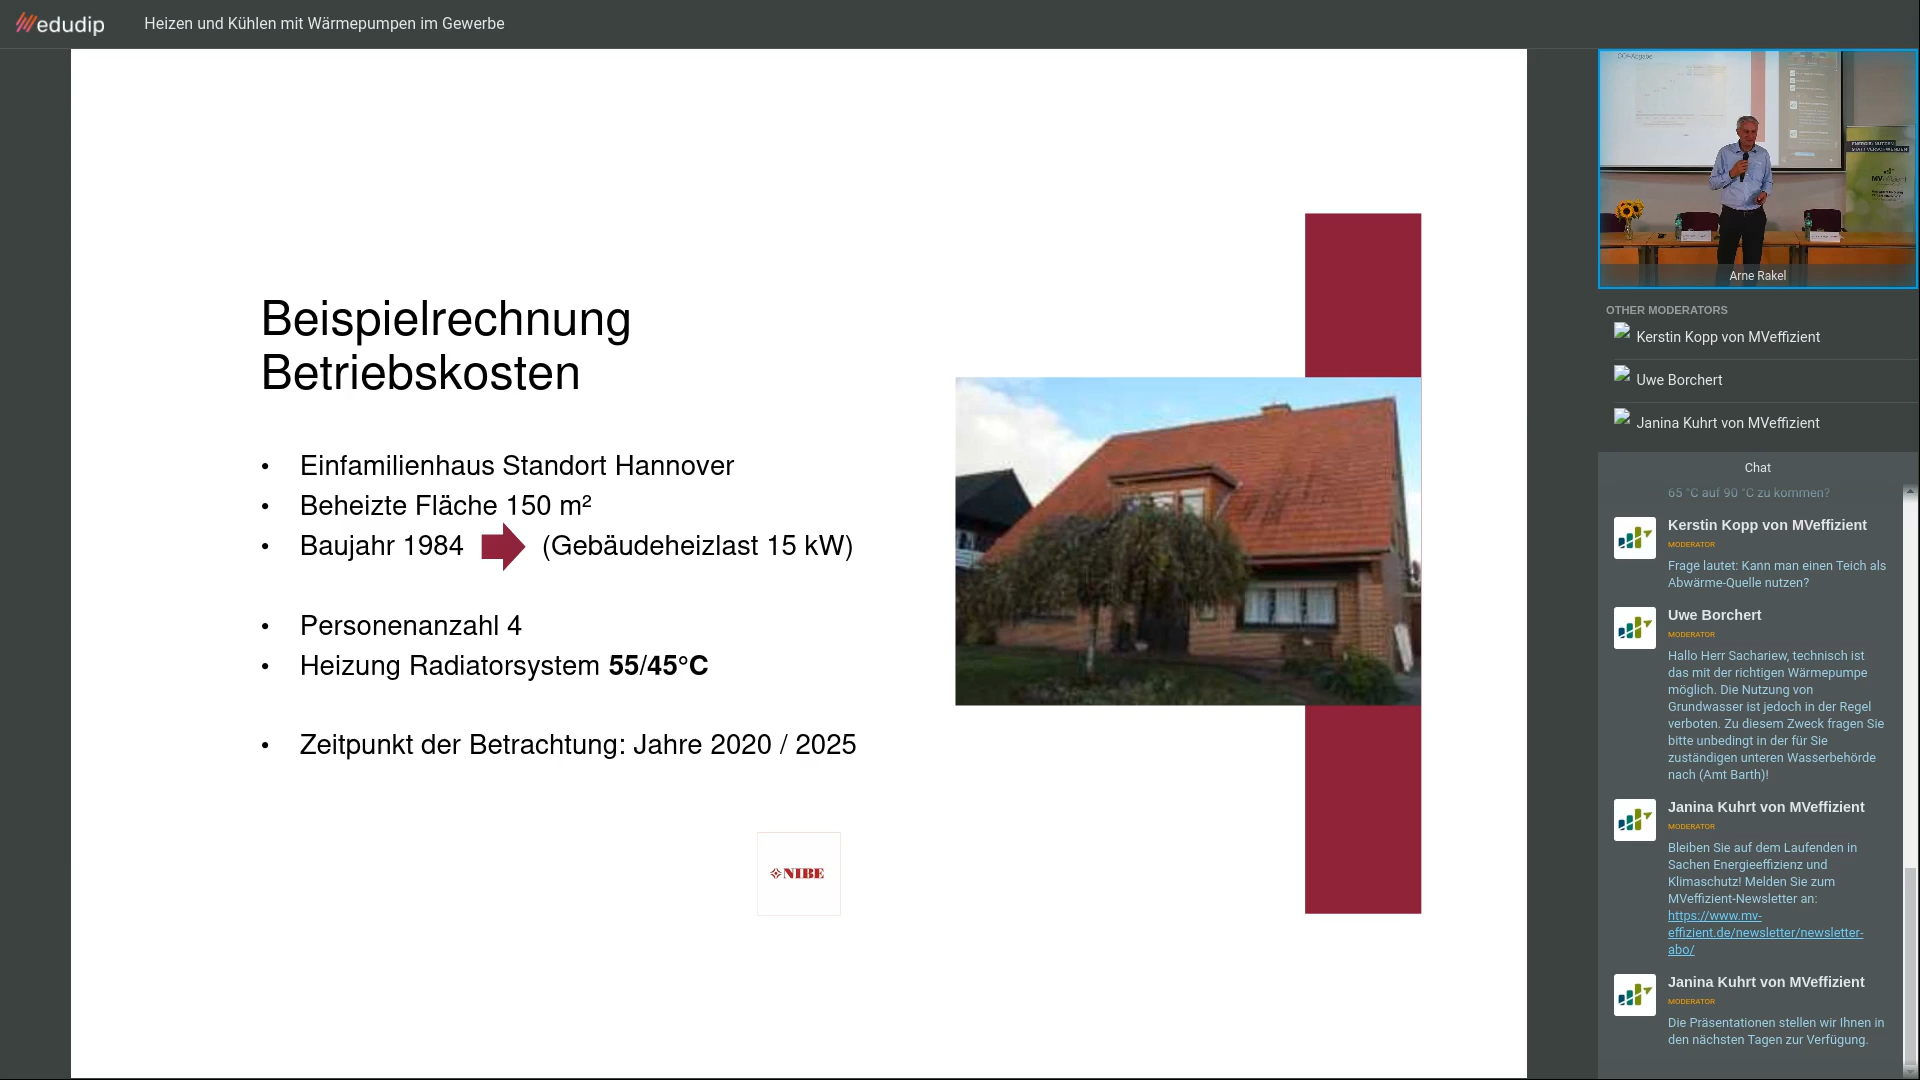 edudip
Heizen und Kühlen mit Wärmepumpen im Gewerbe
Beispielrechnung
Betriebskosten
• Einfamilienhaus Standort Hannover
• Beheizte Fläche 150 m²
• Baujahr 1984 (Gebäudeheizlast 15 kW)
• Personenanzahl 4
• Heizung Radiatorsystem 55/45°C
• Zeitpunkt der Betrachtung: Jahre 2020 / 2025
NIBE
ENERGIE NUTZEN
STATT VERSCHWENDEN
MVeffizient
Arne Rakel
OTHER MODERATORS
Kerstin Kopp von MVeffizient
Uwe Borchert
Janina Kuhrt von MVeffizient
Chat
65 °C auf 90 °C zu kommen?
Kerstin Kopp von MVeffizient
MODERATOR
Frage lautet: Kann man einen Teich als
Abwärme-Quelle nutzen?
Uwe Borchert
MODERATOR
Hallo Herr Sachariew, technisch ist
das mit der richtigen Wärmepumpe
möglich. Die Nutzung von
Grundwasser ist jedoch in der Regel
verboten. Zu diesem Zweck fragen Sie
bitte unbedingt in der für Sie
zuständigen unteren Wasserbehörde
nach (Amt Barth)!
Janina Kuhrt von MVeffizient
MODERATOR
Bleiben Sie auf dem Laufenden in
Sachen Energieeffizienz und
Klimaschutz! Melden Sie zum
MVeffizient-Newsletter an:
https://www.mv-
effizient.de/newsletter/newsletter-
abo/
Janina Kuhrt von MVeffizient
MODERATOR
Die Präsentationen stellen wir Ihnen in
den nächsten Tagen zur Verfügung.